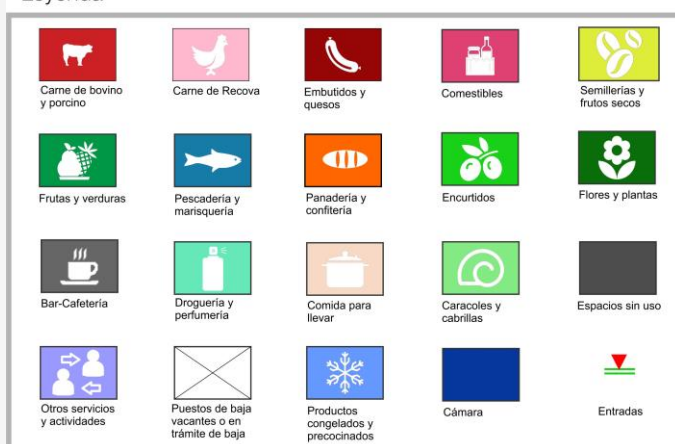 Leyenda
Carne de bovino
y porcino
Carne de Recova
Embutidos y
quesos
Comestibles
Semillerías y
frutos secos
Frutas y verduras
Pescadería y
marisquería
Panadería y
confitería
Encurtidos
Flores y plantas
Bar-Cafetería
Droguería y
perfumería
Comida para
llevar
Caracoles y
cabrillas
Espacios sin uso
Otros servicios
y actividades
Puestos de baja
vacantes o en
trámite de baja
Productos
congelados y
precocinados
Cámara
Entradas